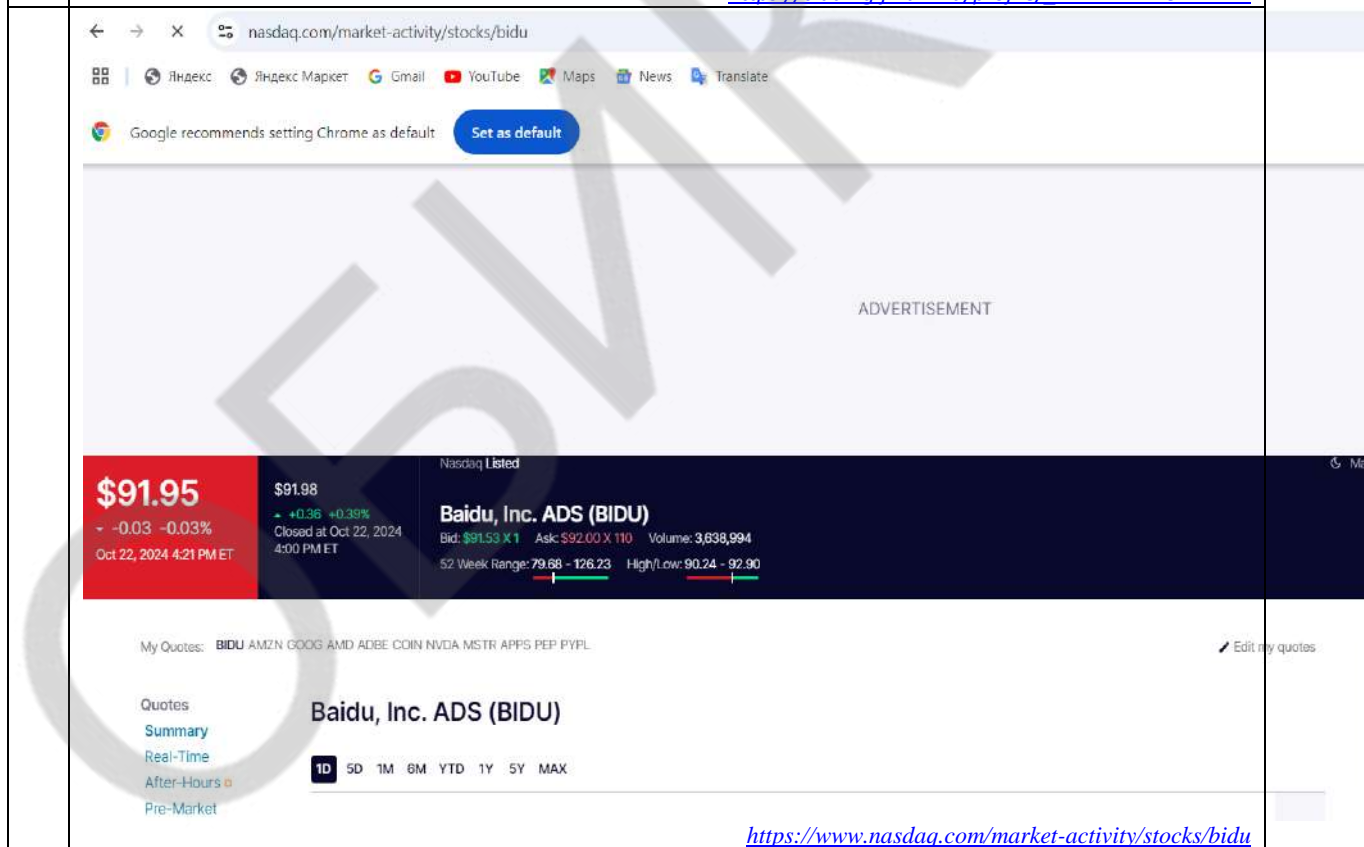 nasdaq.com/market-activity/stocks/bidu
Яндекс Яндекс Маркет Gmail YouTube Maps News Translate
Google recommends setting Chrome as default Set as default
ADVERTISEMENT
Nasdaq Listed
$91.95
-0.03 -0.03%
Oct 22, 2024 4:21 PM ET
$91.98
+0.36 +0.39%
Closed at Oct 22, 2024
4:00 PM ET
Baidu, Inc. ADS (BIDU)
Bid: $91.53 X 1 Ask: $92.00 X 110 Volume: 3,638,994
52 Week Range: 79.68 - 126.23 High/Low: 90.24 - 92.90
My Quotes: BIDU AMZN GOOG AMD ADBE COIN NVDA MSTR APPS PEP PYPL
Edit my quotes
Quotes
Summary
Real-Time
After-Hours
Pre-Market
Baidu, Inc. ADS (BIDU)
1D 5D 1M 6M YTD 1Y 5Y MAX
https://www.nasdaq.com/market-activity/stocks/bidu